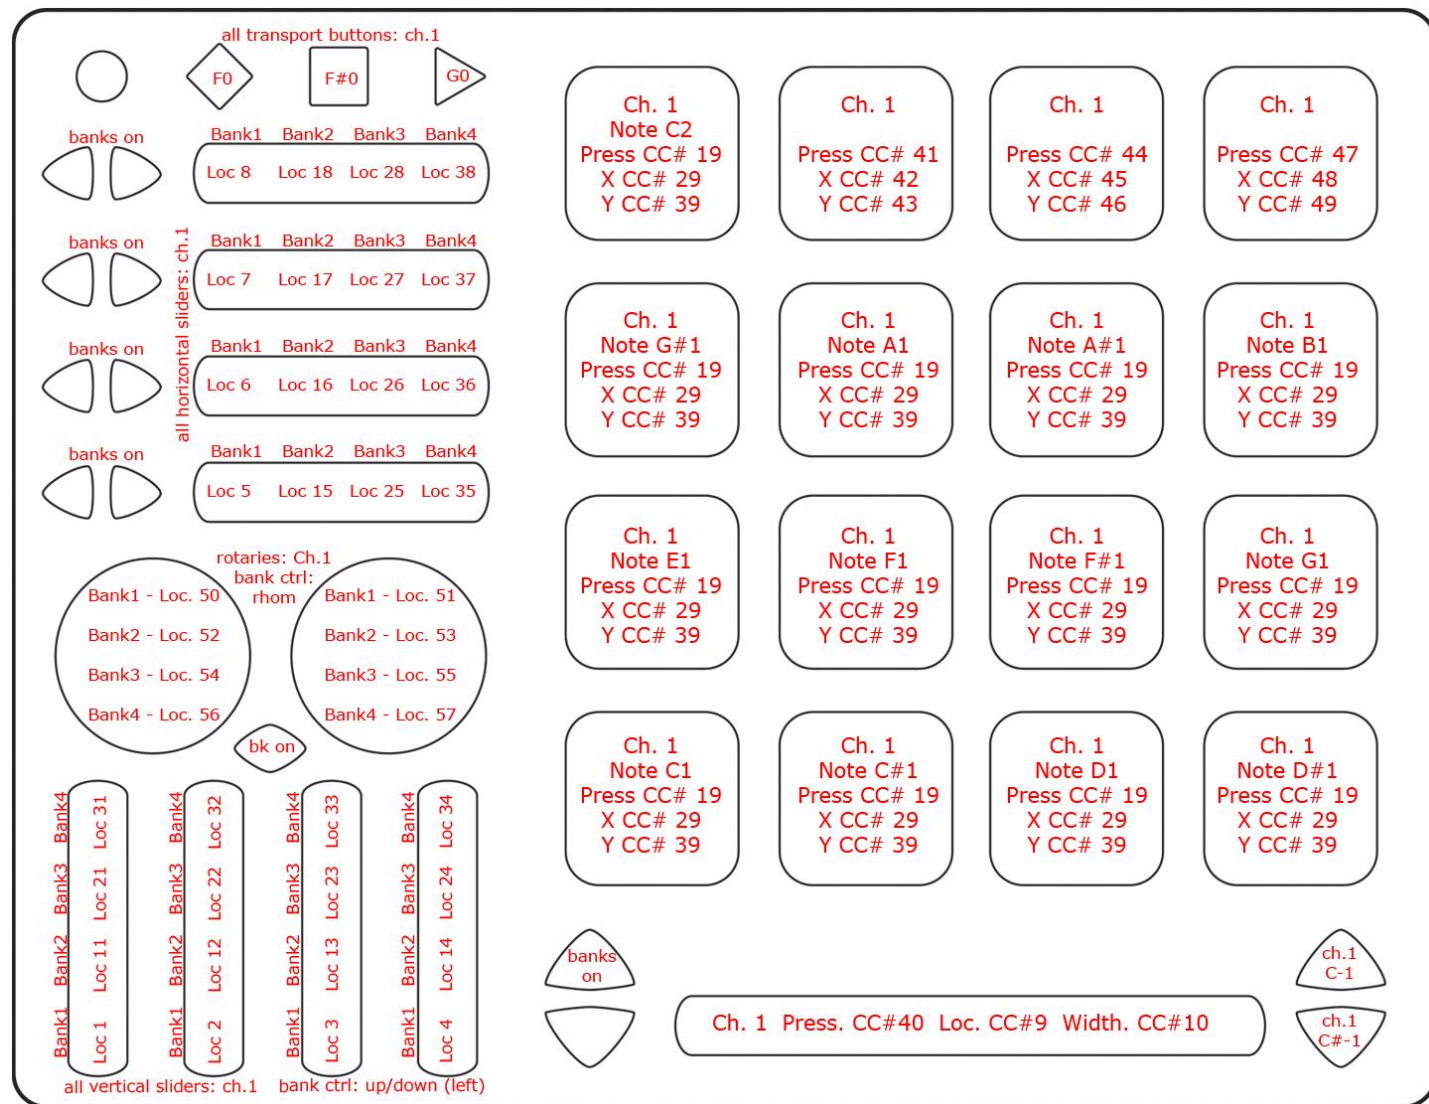 all transport buttons: ch.1
F0
F#0
G0
banks on
Bank1 Bank2 Bank3 Bank4
Loc 8 Loc 18 Loc 28 Loc 38
banks on
Bank1 Bank2 Bank3 Bank4
Loc 7 Loc 17 Loc 27 Loc 37
all horizontal sliders: ch.1
banks on
Bank1 Bank2 Bank3 Bank4
Loc 6 Loc 16 Loc 26 Loc 36
banks on
Bank1 Bank2 Bank3 Bank4
Loc 5 Loc 15 Loc 25 Loc 35
rotaries: Ch.1
bank ctrl:
rhom
Bank1 - Loc. 50
Bank2 - Loc. 52
Bank3 - Loc. 54
Bank4 - Loc. 56
Bank1 - Loc. 51
Bank2 - Loc. 53
Bank3 - Loc. 55
Bank4 - Loc. 57
bk on
Bank1 Bank2 Bank3 Bank4
Loc 1 Loc 11 Loc 21 Loc 31
Bank1 Bank2 Bank3 Bank4
Loc 2 Loc 12 Loc 22 Loc 32
Bank1 Bank2 Bank3 Bank4
Loc 3 Loc 13 Loc 23 Loc 33
Bank1 Bank2 Bank3 Bank4
Loc 4 Loc 14 Loc 24 Loc 34
all vertical sliders: ch.1
bank ctrl: up/down (left)
Ch. 1
Note C2
Press CC# 19
X CC# 29
Y CC# 39
Ch. 1
Press CC# 41
X CC# 42
Y CC# 43
Ch. 1
Press CC# 44
X CC# 45
Y CC# 46
Ch. 1
Press CC# 47
X CC# 48
Y CC# 49
Ch. 1
Note G#1
Press CC# 19
X CC# 29
Y CC# 39
Ch. 1
Note A1
Press CC# 19
X CC# 29
Y CC# 39
Ch. 1
Note A#1
Press CC# 19
X CC# 29
Y CC# 39
Ch. 1
Note B1
Press CC# 19
X CC# 29
Y CC# 39
Ch. 1
Note E1
Press CC# 19
X CC# 29
Y CC# 39
Ch. 1
Note F1
Press CC# 19
X CC# 29
Y CC# 39
Ch. 1
Note F#1
Press CC# 19
X CC# 29
Y CC# 39
Ch. 1
Note G1
Press CC# 19
X CC# 29
Y CC# 39
Ch. 1
Note C1
Press CC# 19
X CC# 29
Y CC# 39
Ch. 1
Note C#1
Press CC# 19
X CC# 29
Y CC# 39
Ch. 1
Note D1
Press CC# 19
X CC# 29
Y CC# 39
Ch. 1
Note D#1
Press CC# 19
X CC# 29
Y CC# 39
banks
on
Ch. 1 Press. CC#40 Loc. CC#9 Width. CC#10
ch.1
C-1
ch.1
C#-1